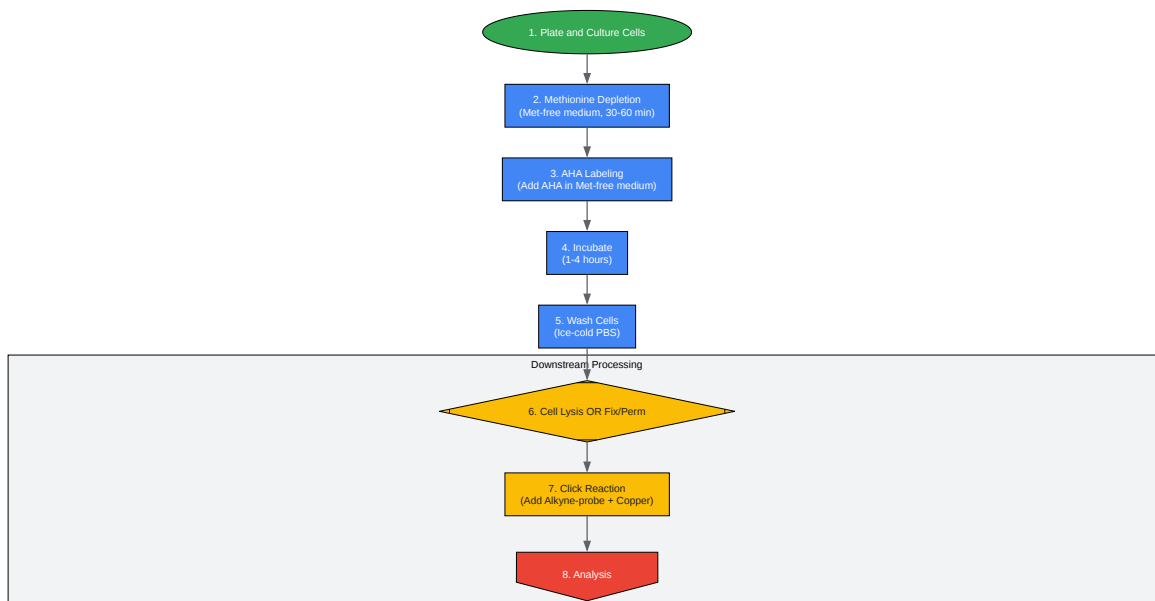 1. Plate and Culture Cells
2. Methionine Depletion
(Met-free medium, 30-60 min)
3. AHA Labeling
(Add AHA in Met-free medium)
4. Incubate
(1-4 hours)
5. Wash Cells
(Ice-cold PBS)
Downstream Processing
6. Cell Lysis OR Fix/Perm
7. Click Reaction
(Add Alkyne-probe + Copper)
8. Analysis